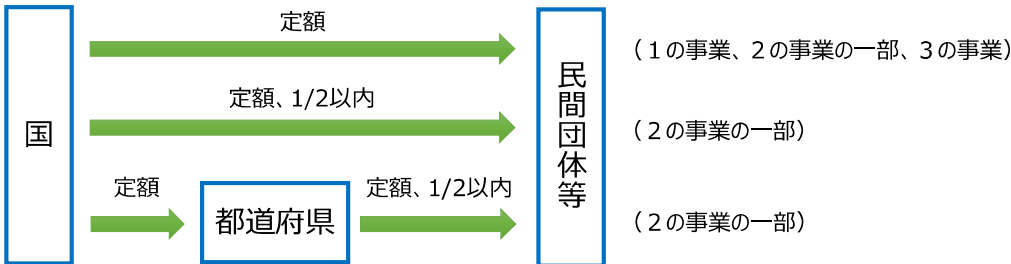 定額
(1の事業、2の事業の一部、3の事業)
定額、1/2以内
(2の事業の一部)
国
民間団体等
定額
都道府県
定額、1/2以内
(2の事業の一部)